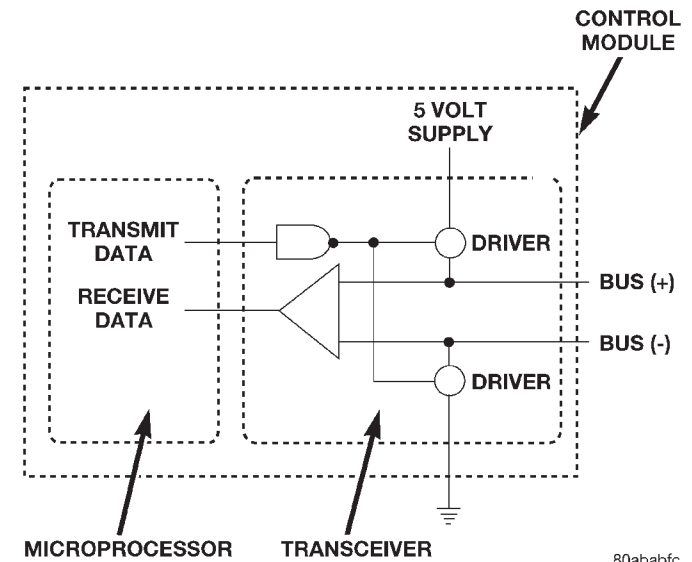 CONTROL
MODULE
5 VOLT
SUPPLY
TRANSMIT
DATA
DRIVER
RECEIVE
DATA
BUS (+)
BUS (-)
DRIVER
MICROPROCESSOR
TRANSCEIVER
80ababfc